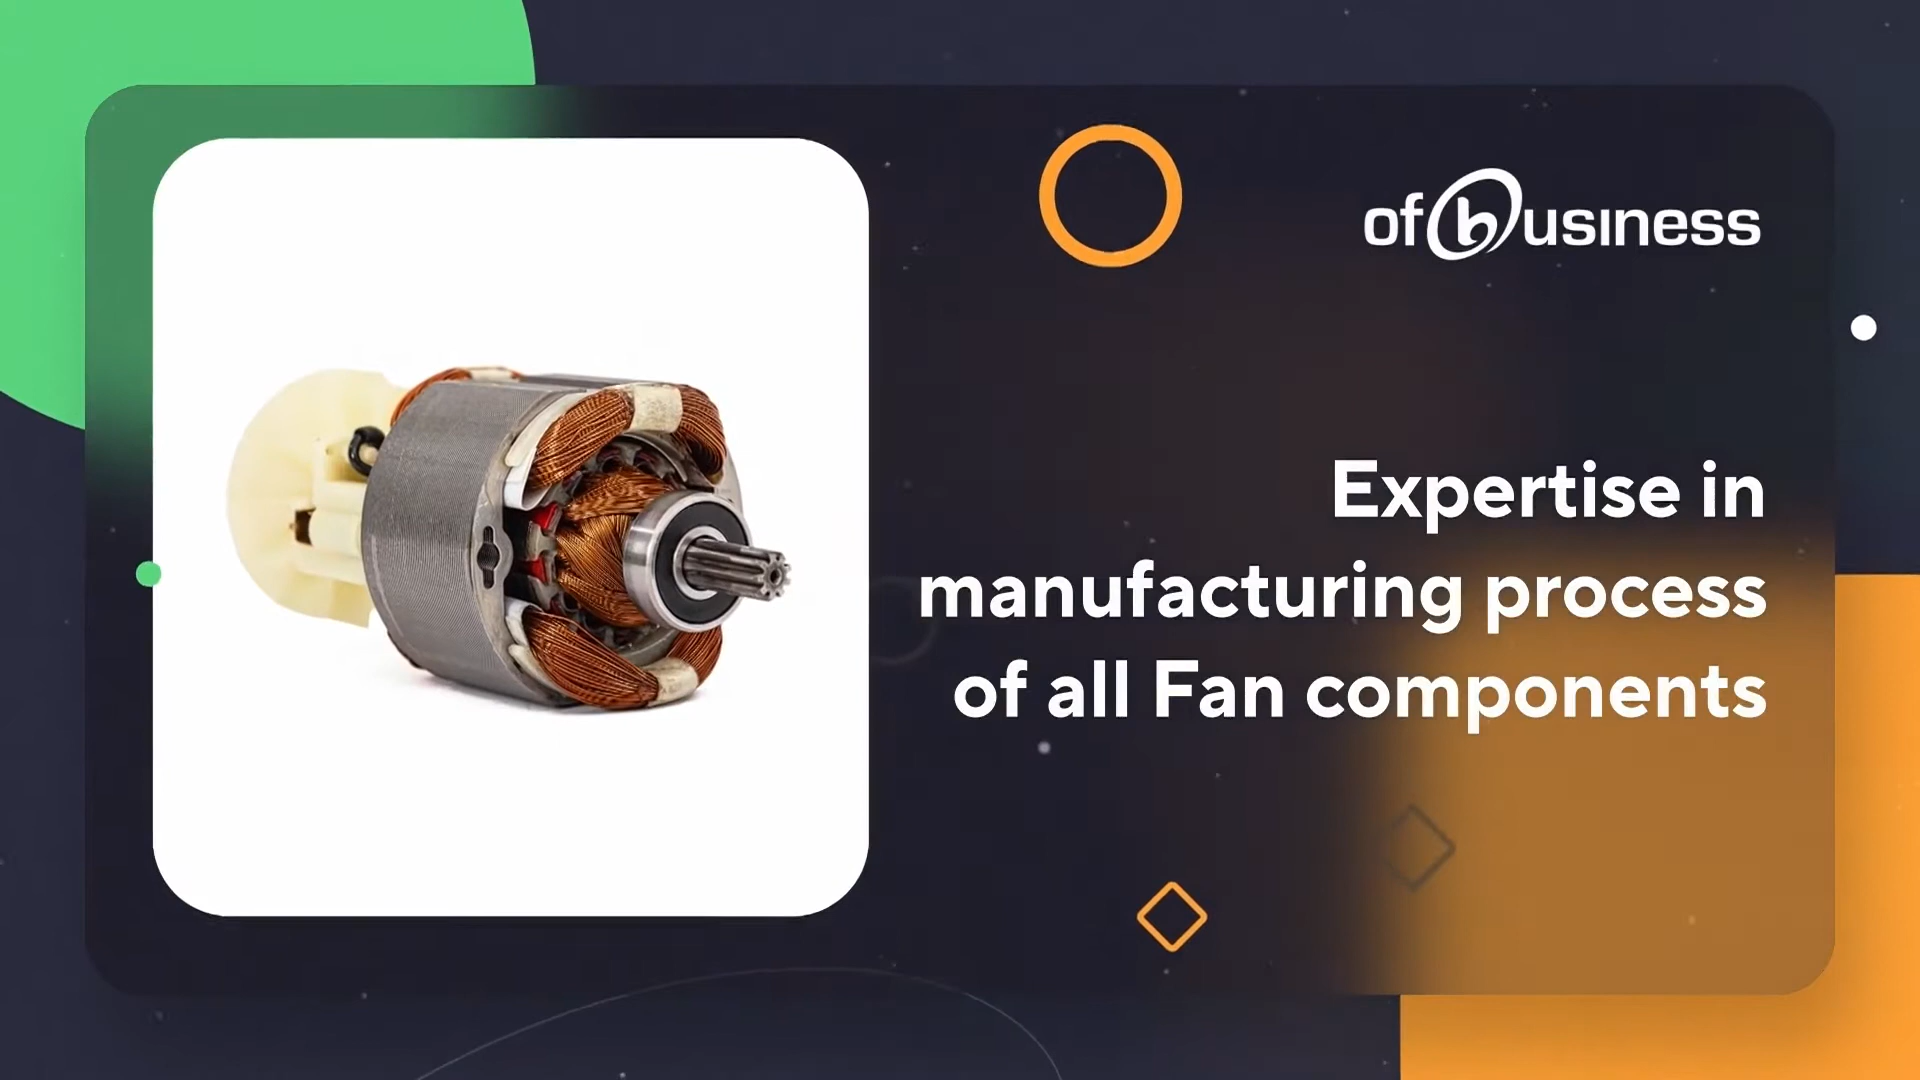 ofbusiness
Expertise in
manufacturing process
of all Fan components